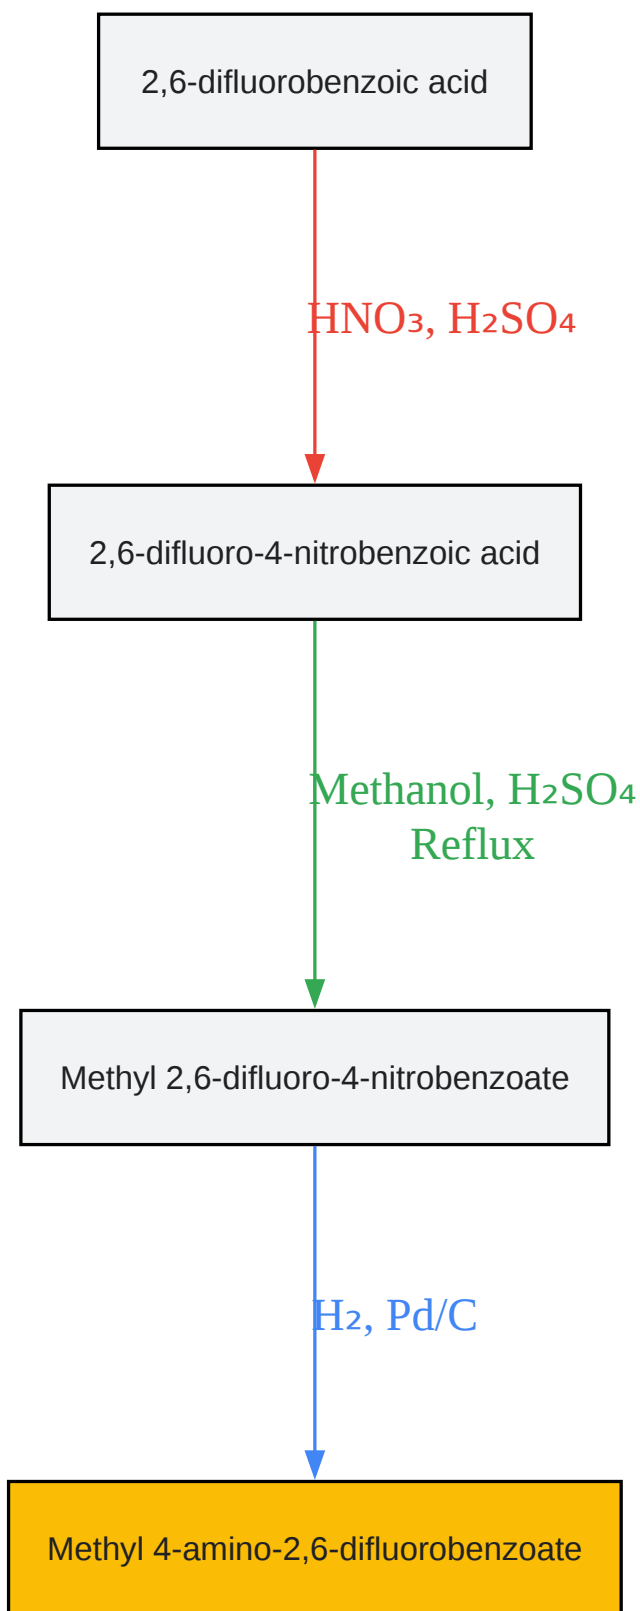 2,6-difluorobenzoic acid
HNO₃, H₂SO₄
2,6-difluoro-4-nitrobenzoic acid
Methanol, H₂SO₄
Reflux
Methyl 2,6-difluoro-4-nitrobenzoate
H₂, Pd/C
Methyl 4-amino-2,6-difluorobenzoate